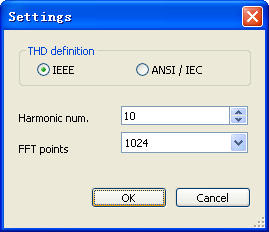 Settings
THD definition
IEEE ANSI / IEC
Harmonic num. 10
FFT points 1024
OK Cancel